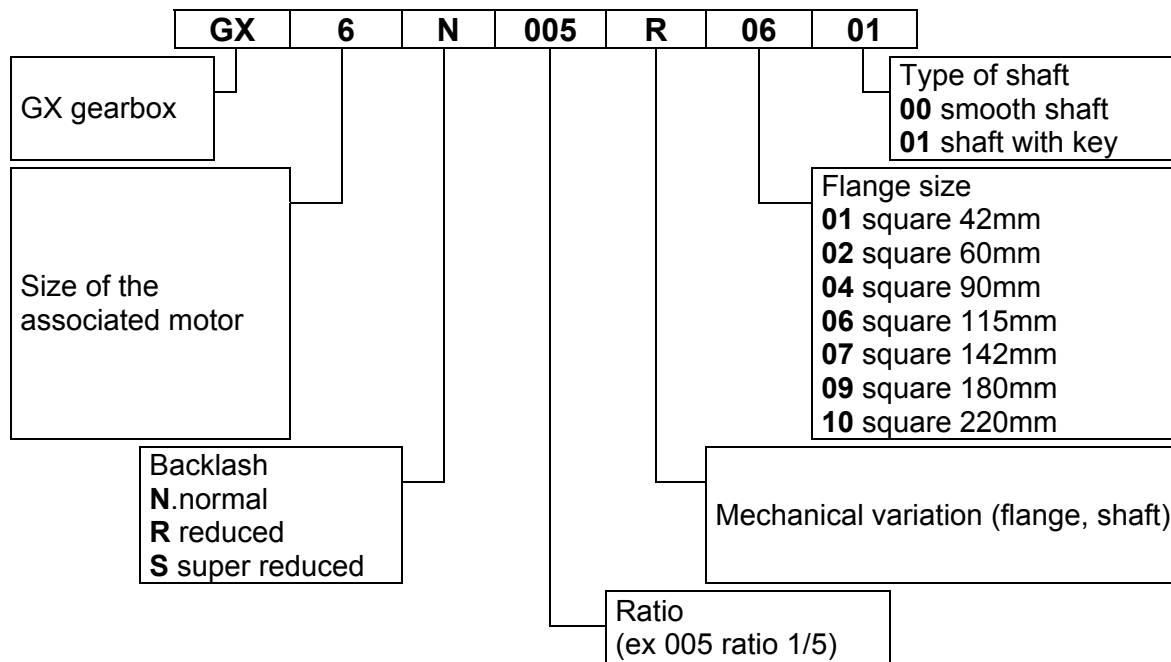 GX 6 N 005 R 06 01
GX gearbox
Type of shaft
00 smooth shaft
01 shaft with key
Size of the
associated motor
Flange size
01 square 42mm
02 square 60mm
04 square 90mm
06 square 115mm
07 square 142mm
09 square 180mm
10 square 220mm
Backlash
N.normal
R reduced
S super reduced
Mechanical variation (flange, shaft)
Ratio
(ex 005 ratio 1/5)